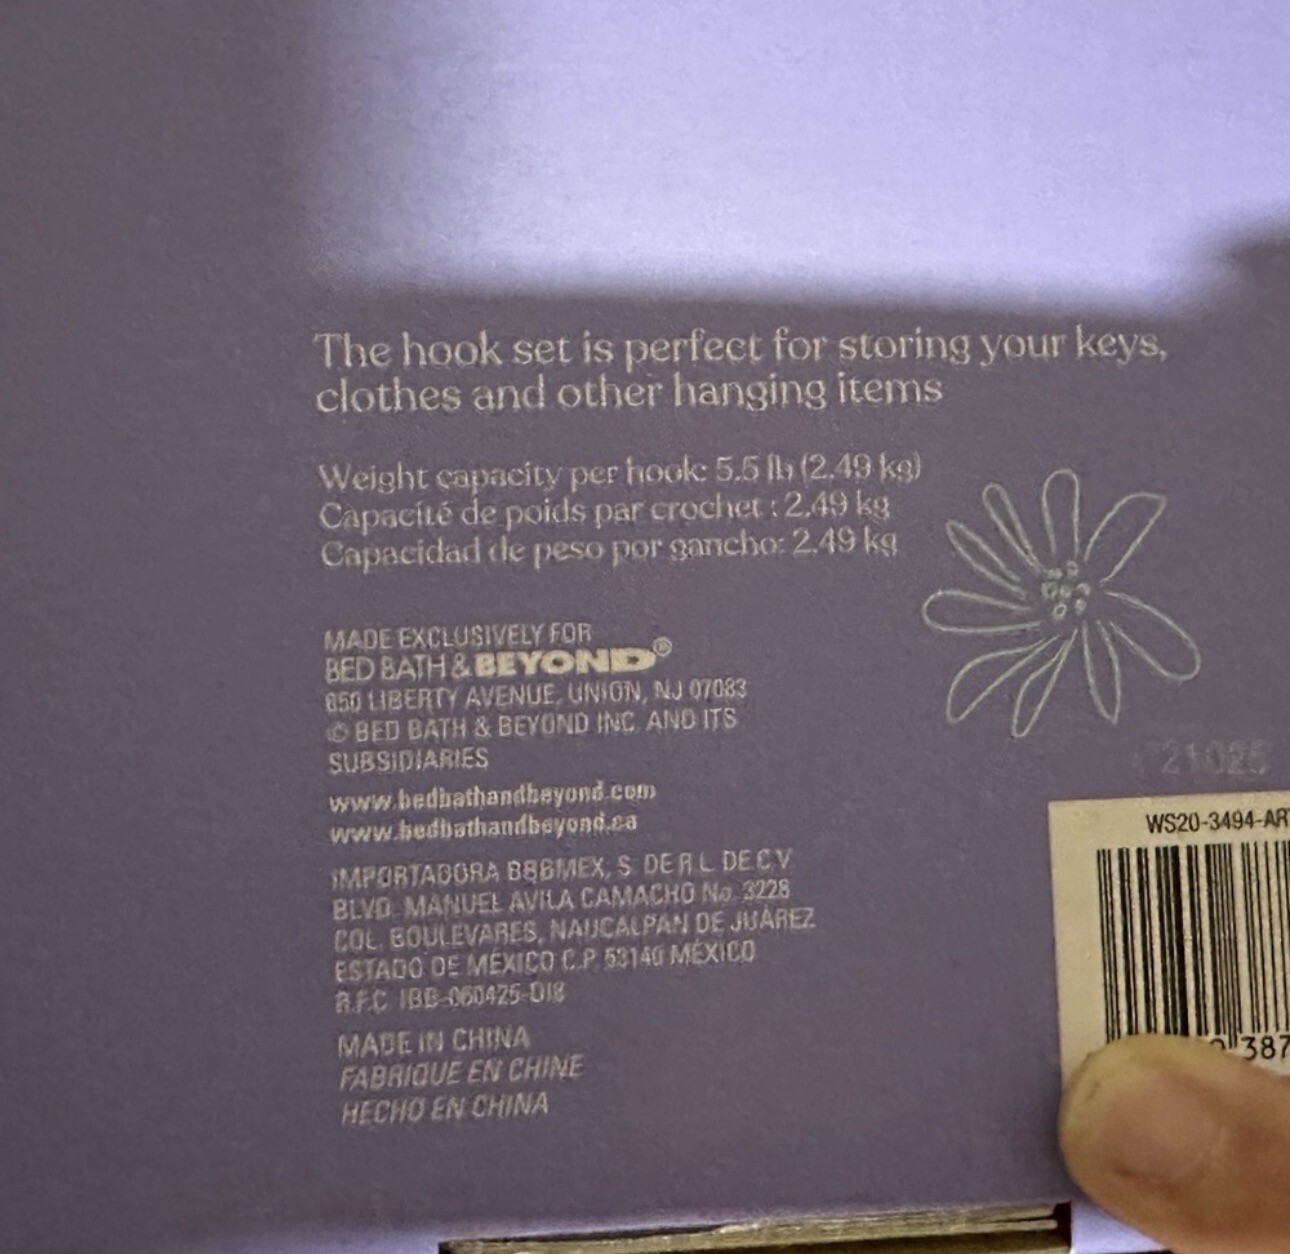 The hook set is perfect for storing your keys,
clothes and other hanging items
Weight capacity per hook: 5.5 lb (2.49 kg)
Capacité de poids par crochet : 2.49 kg
Capacidad de peso por gancho: 2.49 kg
MADE EXCLUSIVELY FOR
BED BATH & BEYOND®
650 LIBERTY AVENUE, UNION, NJ 07083
© BED BATH & BEYOND INC. AND ITS
SUBSIDIARIES
www.bedbathandbeyond.com
www.bedbathandbeyond.ca
IMPORTADORA BBBMEX, S. DE R.L. DE C.V.
BLVD. MANUEL AVILA CAMACHO No. 3228
COL. BOULEVARES, NAUCALPAN DE JUÁREZ
ESTADO DE MÉXICO C.P. 53140 MÉXICO
R.F.C. IBB-060425-
MADE IN CHINA
FABRIQUE EN CHINE
HECHO EN CHINA
21025
WS20-3494-AR
387